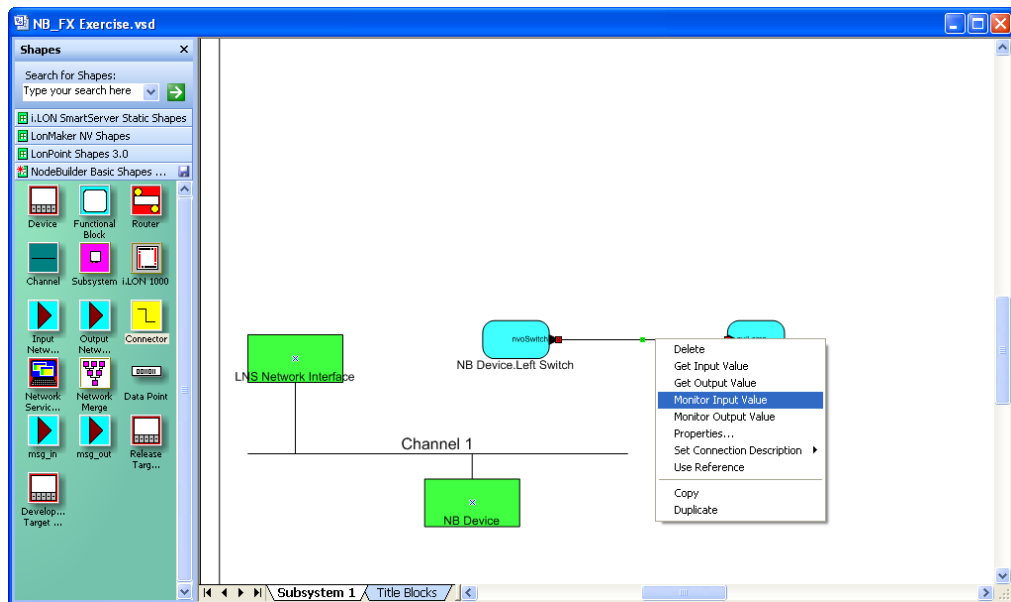 NB_FX Exercise.vsd
Shapes
Search for Shapes:
Type your search here
i.LON SmartServer Static Shapes
LonMaker NV Shapes
LonPoint Shapes 3.0
NodeBuilder Basic Shapes ...
Device
Functional
Block
Router
Channel
Subsystem
i.LON 1000
Input
Netw...
Output
Netw...
Connector
Network
Servic...
Network
Merge
Data Point
msg_in
msg_out
Release
Targ...
Develop...
Target ...
nvoSwitch
NB Device.Left Switch
LNS Network Interface
Channel 1
NB Device
Delete
Get Input Value
Get Output Value
Monitor Input Value
Monitor Output Value
Properties...
Set Connection Description
Use Reference
Copy
Duplicate
Subsystem 1
Title Blocks